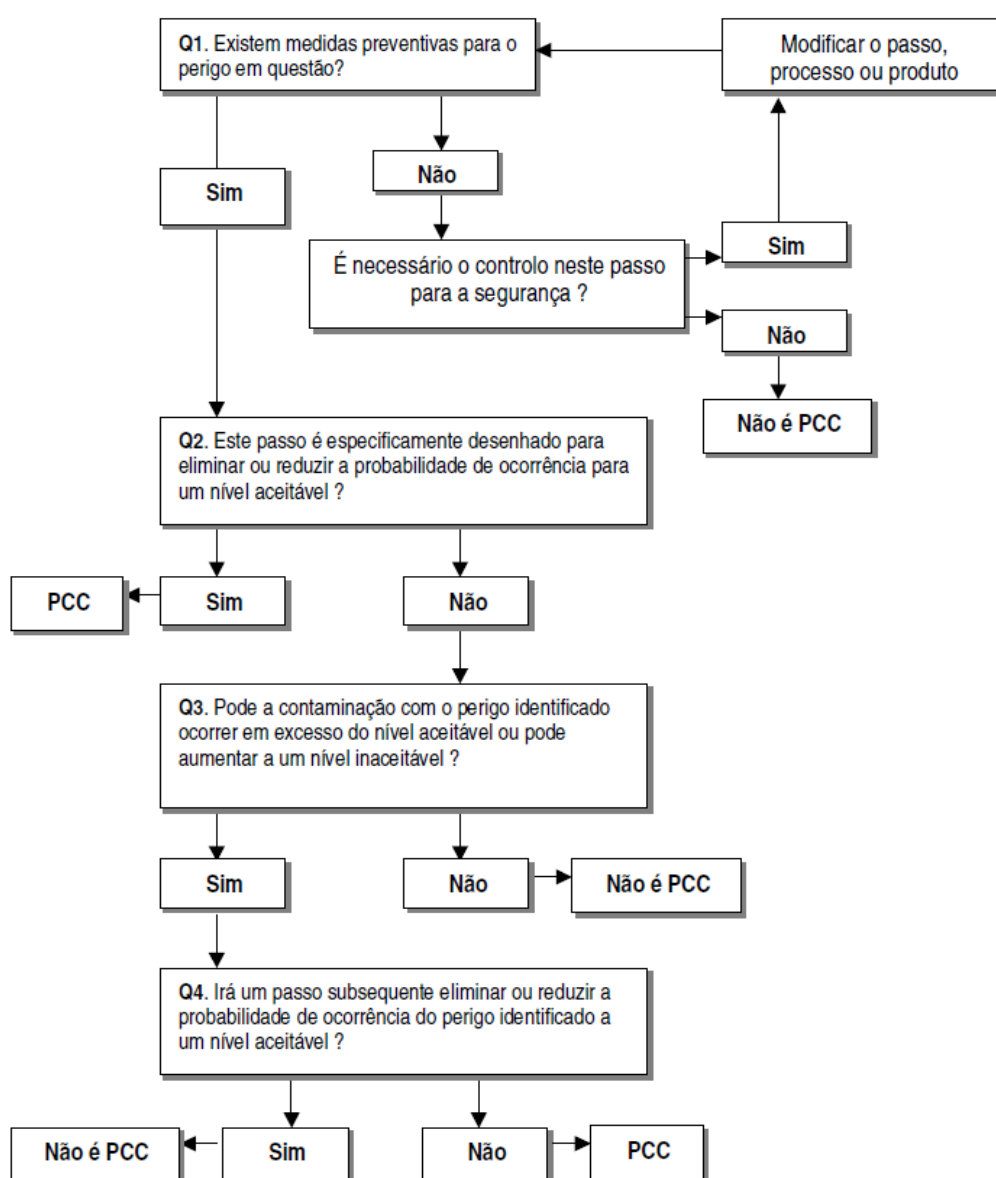 Q1. Existem medidas preventivas para o
perigo em questão?
Modificar o passo,
processo ou produto
Não
Sim
É necessário o controlo neste passo
para a segurança ?
Sim
Não
Não é PCC
Q2. Este passo é especificamente desenhado para
eliminar ou reduzir a probabilidade de ocorrência para
um nível aceitável ?
PCC
Sim
Não
Q3. Pode a contaminação com o perigo identificado
ocorrer em excesso do nível aceitável ou pode
aumentar a um nível inaceitável ?
Sim
Não
Não é PCC
Q4. Irá um passo subsequente eliminar ou reduzir a
probabilidade de ocorrência do perigo identificado a
um nível aceitável ?
Não é PCC
Sim
Não
PCC